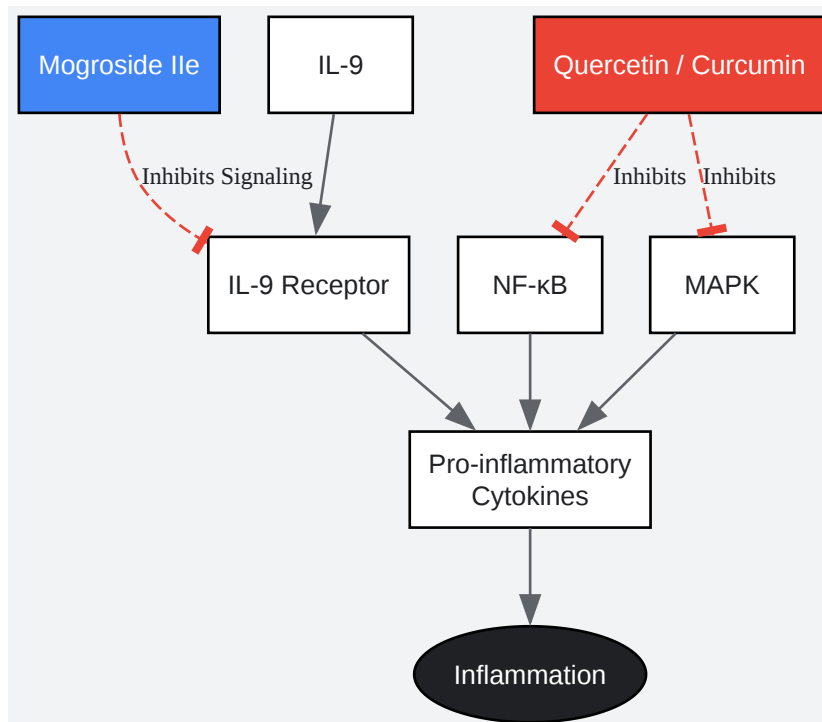 Mogroside IIe
IL-9
Quercetin / Curcumin
Inhibits Signaling
Inhibits
Inhibits
IL-9 Receptor
NF-κB
MAPK
Pro-inflammatory
Cytokines
Inflammation